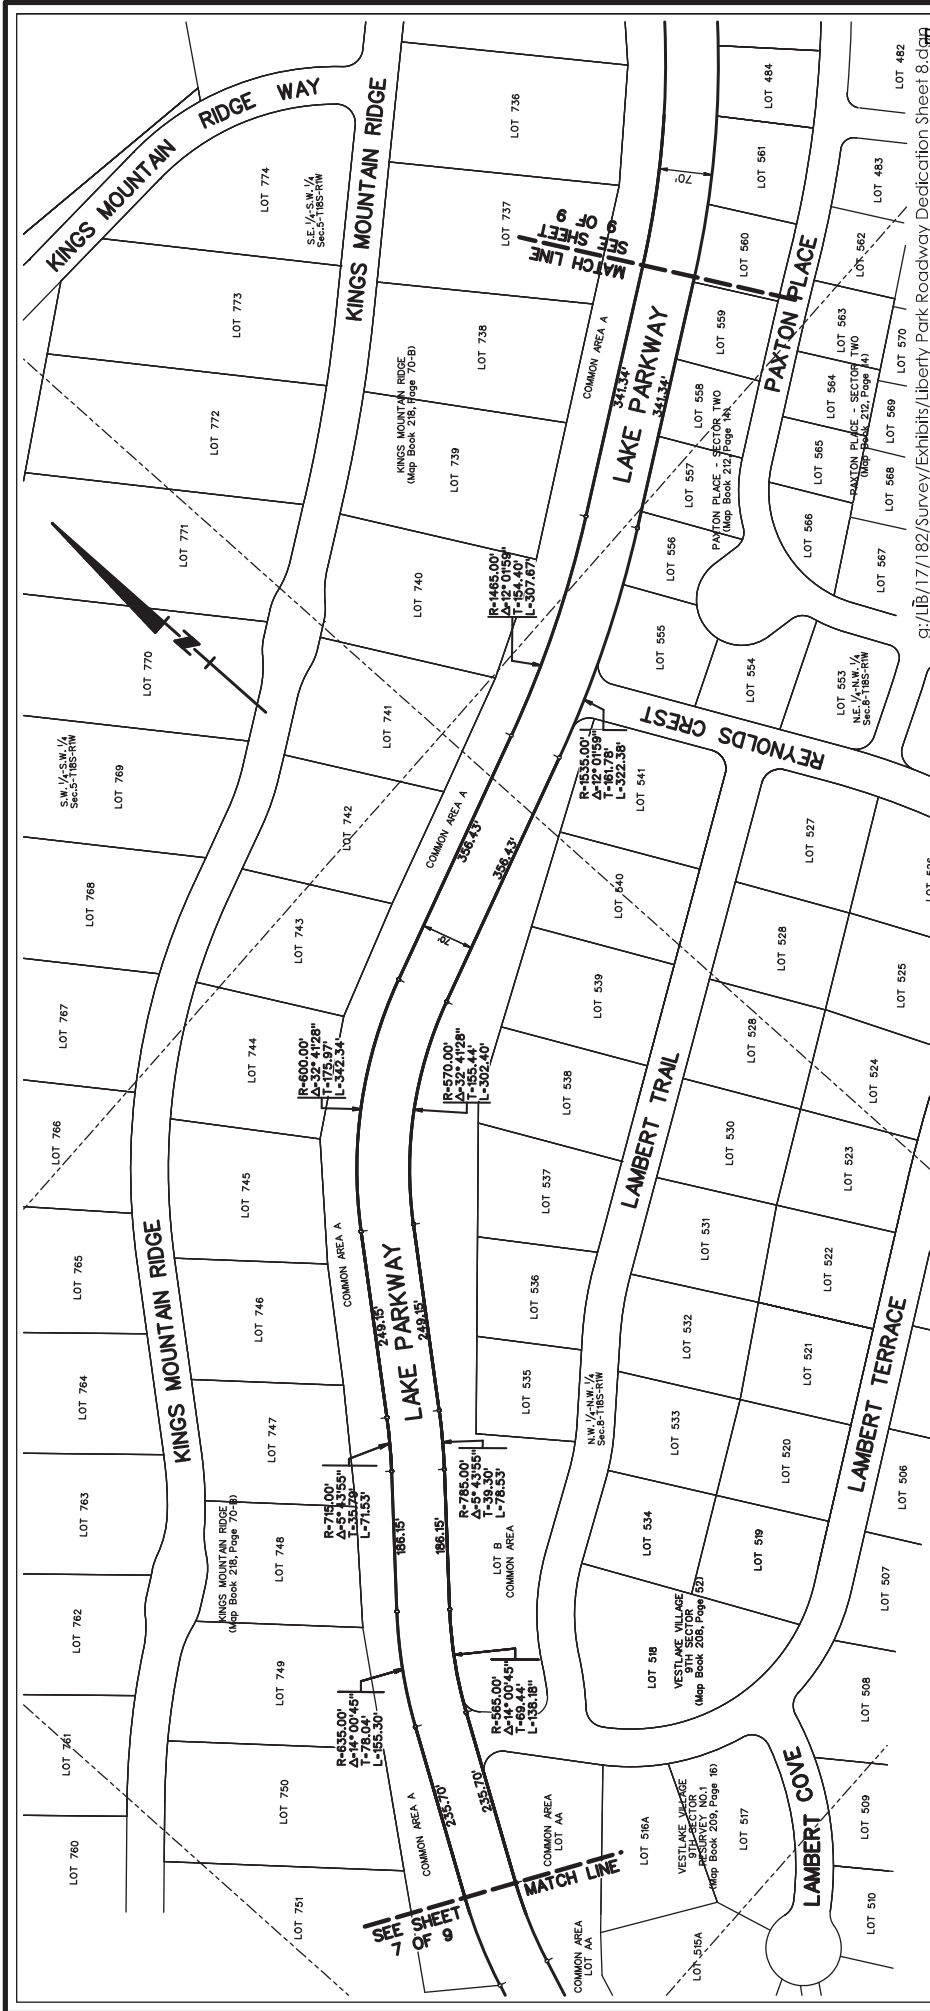 KINGS MOUNTAIN
RIDGE WAY
LOT 774
S.E. 1/4-S.W. 1/4
Sec.5-T18S-R1W
KINGS MOUNTAIN RIDGE
LOT 736
LOT 484
LOT 482
LOT 773
LOT 737
70'
LOT 561
LOT 483
LOT 772
LOT 738
MATCH LINE
SEE SHEET
9 OF 9
LOT 560
LOT 562
KINGS MOUNTAIN RIDGE
(Map Book 218, Page 70-B)
COMMON AREA A
341.34'
LAKE PARKWAY
341.34'
LOT 559
PAXTON PLACE
LOT 563
LOT 570
LOT 771
LOT 739
LOT 558
LOT 557
PAXTON PLACE - SECTOR TWO
(Map Book 212, Page 14)
LOT 564
LOT 565
PAXTON PLACE - SECTOR TWO
(Map Book 212, Page 14)
LOT 569
LOT 568
N
LOT 770
LOT 740
R=1465.00'
Δ=12° 01'59"
T=154.40'
L=307.67'
LOT 556
LOT 566
LOT 567
LOT 555
LOT 554
LOT 553
N.E. 1/4-N.W. 1/4
Sec.8-T18S-R1W
S.W. 1/4-S.W. 1/4
Sec.5-T18S-R1W
LOT 769
LOT 741
R=1535.00'
Δ=12° 01'59"
T=161.78'
L=322.38'
REYNOLDS CREST
LOT 742
COMMON AREA A
356.43'
356.43'
LOT 541
LOT 527
LOT 768
LOT 743
70'
LOT 540
LOT 528
LOT 525
LOT 767
LOT 744
R=600.00'
Δ=32° 41'28"
T=175.97'
L=342.34'
R=570.00'
Δ=32° 41'28"
T=155.44'
L=302.40'
LOT 539
LOT 528
LOT 524
LOT 766
LOT 538
LAMBERT TRAIL
LOT 530
LOT 523
LOT 745
LOT 537
LOT 531
LOT 522
LOT 765
KINGS MOUNTAIN RIDGE
LOT 746
COMMON AREA A
249.15'
LAKE PARKWAY
249.15'
LOT 536
LOT 532
LOT 521
LAMBERT TERRACE
LOT 764
LOT 747
LOT 535
N.W. 1/4-N.W. 1/4
Sec.8-T18S-R1W
LOT 533
LOT 520
LOT 506
LOT 763
R=715.00'
Δ=5° 43'55"
T=35.79'
L=71.53'
R=785.00'
Δ=5° 43'55"
T=39.30'
L=78.53'
KINGS MOUNTAIN RIDGE
(Map Book 218, Page 70-B)
LOT 748
186.15'
186.15'
LOT B
COMMON AREA
LOT 534
LOT 519
LOT 507
LOT 762
LOT 749
LOT 518
VESTLAKE VILLAGE
9TH SECTOR
(Map Book 208, Page 52)
LOT 508
LOT 761
R=635.00'
Δ=14° 00'45"
T=78.04'
L=155.30'
R=565.00'
Δ=14° 00'45"
T=69.44'
L=138.18'
LOT 750
COMMON AREA A
235.70'
235.70'
COMMON AREA
LOT AA
LOT 516A
VESTLAKE VILLAGE
9TH SECTOR
RESURVEY NO.1
(Map Book 209, Page 16)
LOT 517
LAMBERT COVE
LOT 509
LOT 760
LOT 751
SEE SHEET
7 OF 9
MATCH LINE
COMMON AREA
LOT AA
LOT 515A
LOT 510
g:/LIB/17/182/Survey/Exhibits/Liberty Park Roadway Dedication Sheet 8.dgn